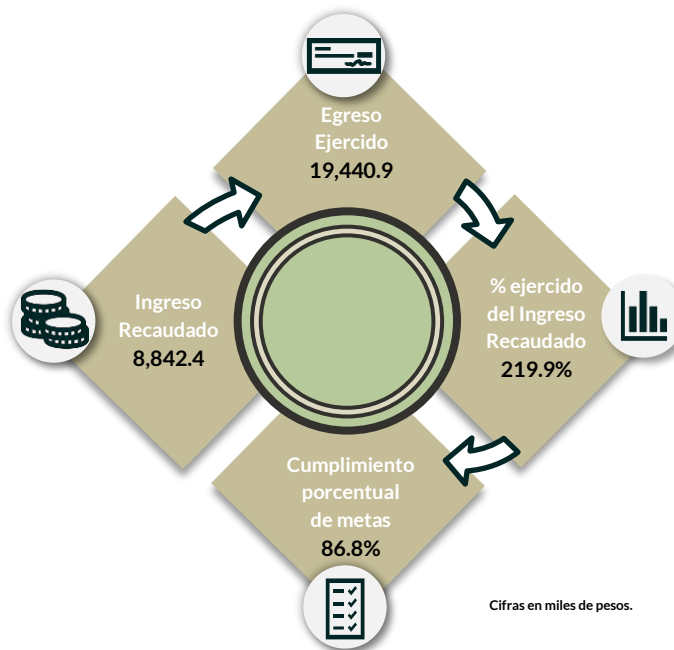 Egreso
Ejercido
19,440.9
Ingreso
Recaudado
8,842.4
% ejercido
del Ingreso
Recaudado
219.9%
Cumplimiento
porcentual
de metas
86.8%
Cifras en miles de pesos.